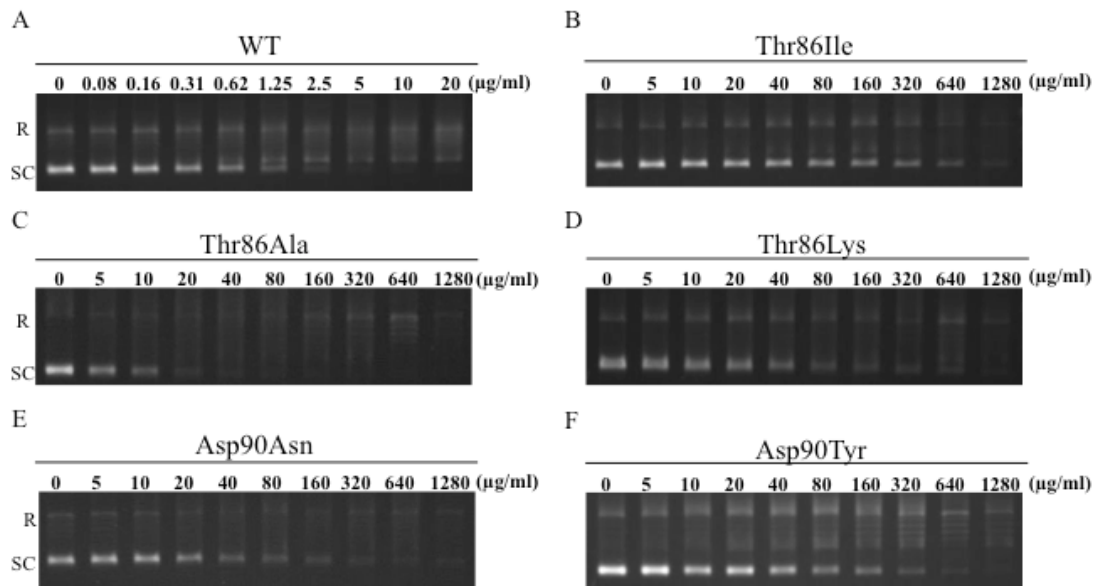 A
WT
0 0.08 0.16 0.31 0.62 1.25 2.5 5 10 20 (µg/ml)
R
SC
B
Thr86Ile
0 5 10 20 40 80 160 320 640 1280 (µg/ml)
C
Thr86Ala
0 5 10 20 40 80 160 320 640 1280 (µg/ml)
R
SC
D
Thr86Lys
0 5 10 20 40 80 160 320 640 1280 (µg/ml)
E
Asp90Asn
0 5 10 20 40 80 160 320 640 1280 (µg/ml)
R
SC
F
Asp90Tyr
0 5 10 20 40 80 160 320 640 1280 (µg/ml)